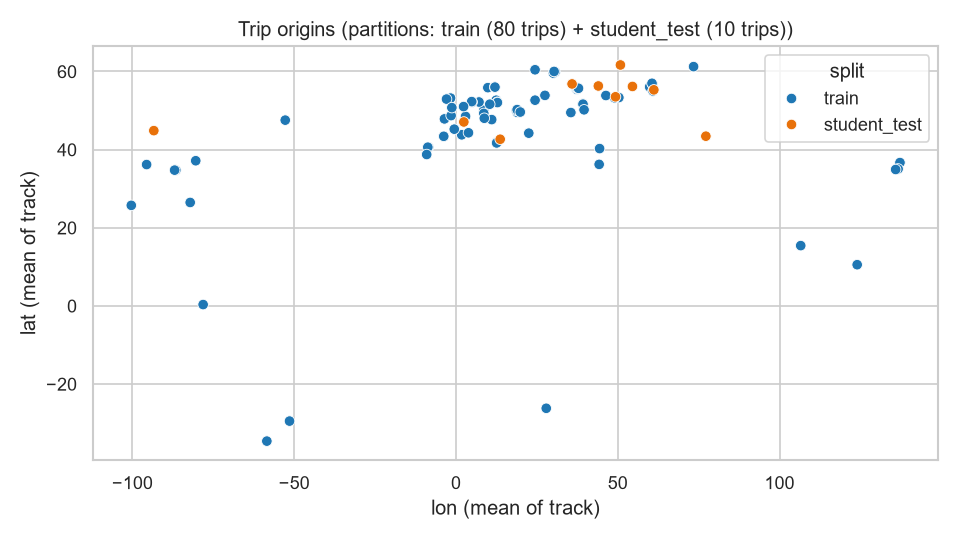 Trip origins (partitions: train (80 trips) + student_test (10 trips))
split
train
student_test
60
40
20
0
−20
lat (mean of track)
−100
−50
0
50
100
lon (mean of track)